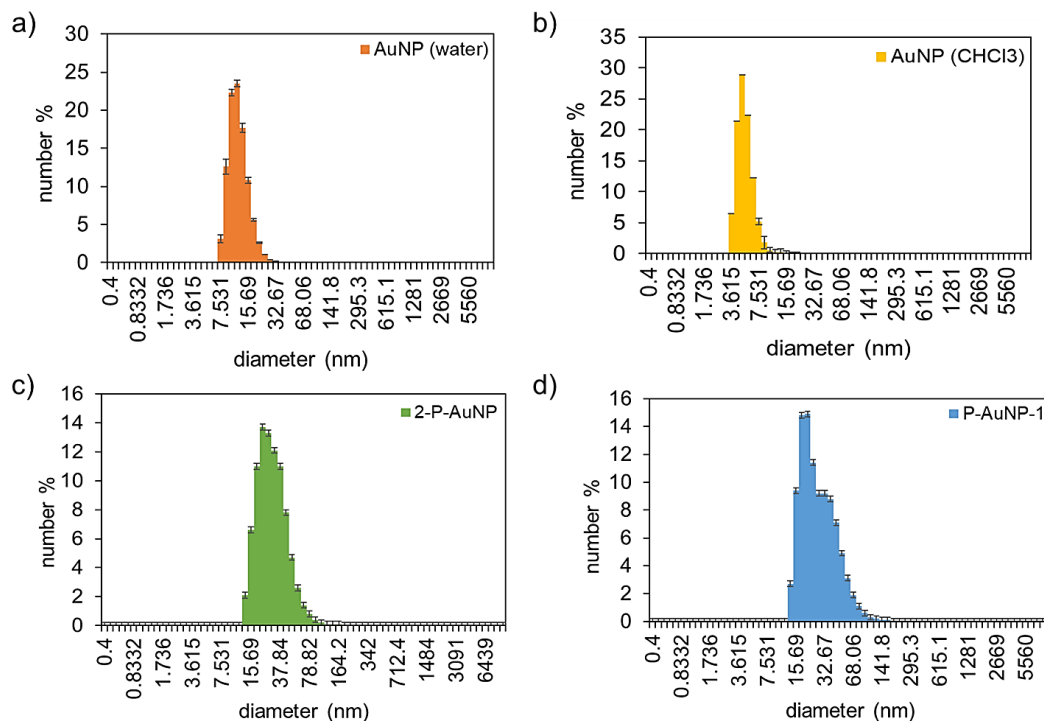 a)
AuNP (water)
number %
30
25
20
15
10
5
0
0.4 0.8332 1.736 3.615 7.531 15.69 32.67 68.06 141.8 295.3 615.1 1281 2669 5560
diameter (nm)
b)
AuNP (CHCl3)
number %
35
30
25
20
15
10
5
0
0.4 0.8332 1.736 3.615 7.531 15.69 32.67 68.06 141.8 295.3 615.1 1281 2669 5560
diameter (nm)
c)
2-P-AuNP
number %
16
14
12
10
8
6
4
2
0
0.4 0.8332 1.736 3.615 7.531 15.69 37.84 78.82 164.2 342 712.4 1484 3091 6439
diameter (nm)
d)
P-AuNP-1
number %
16
14
12
10
8
6
4
2
0
0.4 0.8332 1.736 3.615 7.531 15.69 32.67 68.06 141.8 295.3 615.1 1281 2669 5560
diameter (nm)